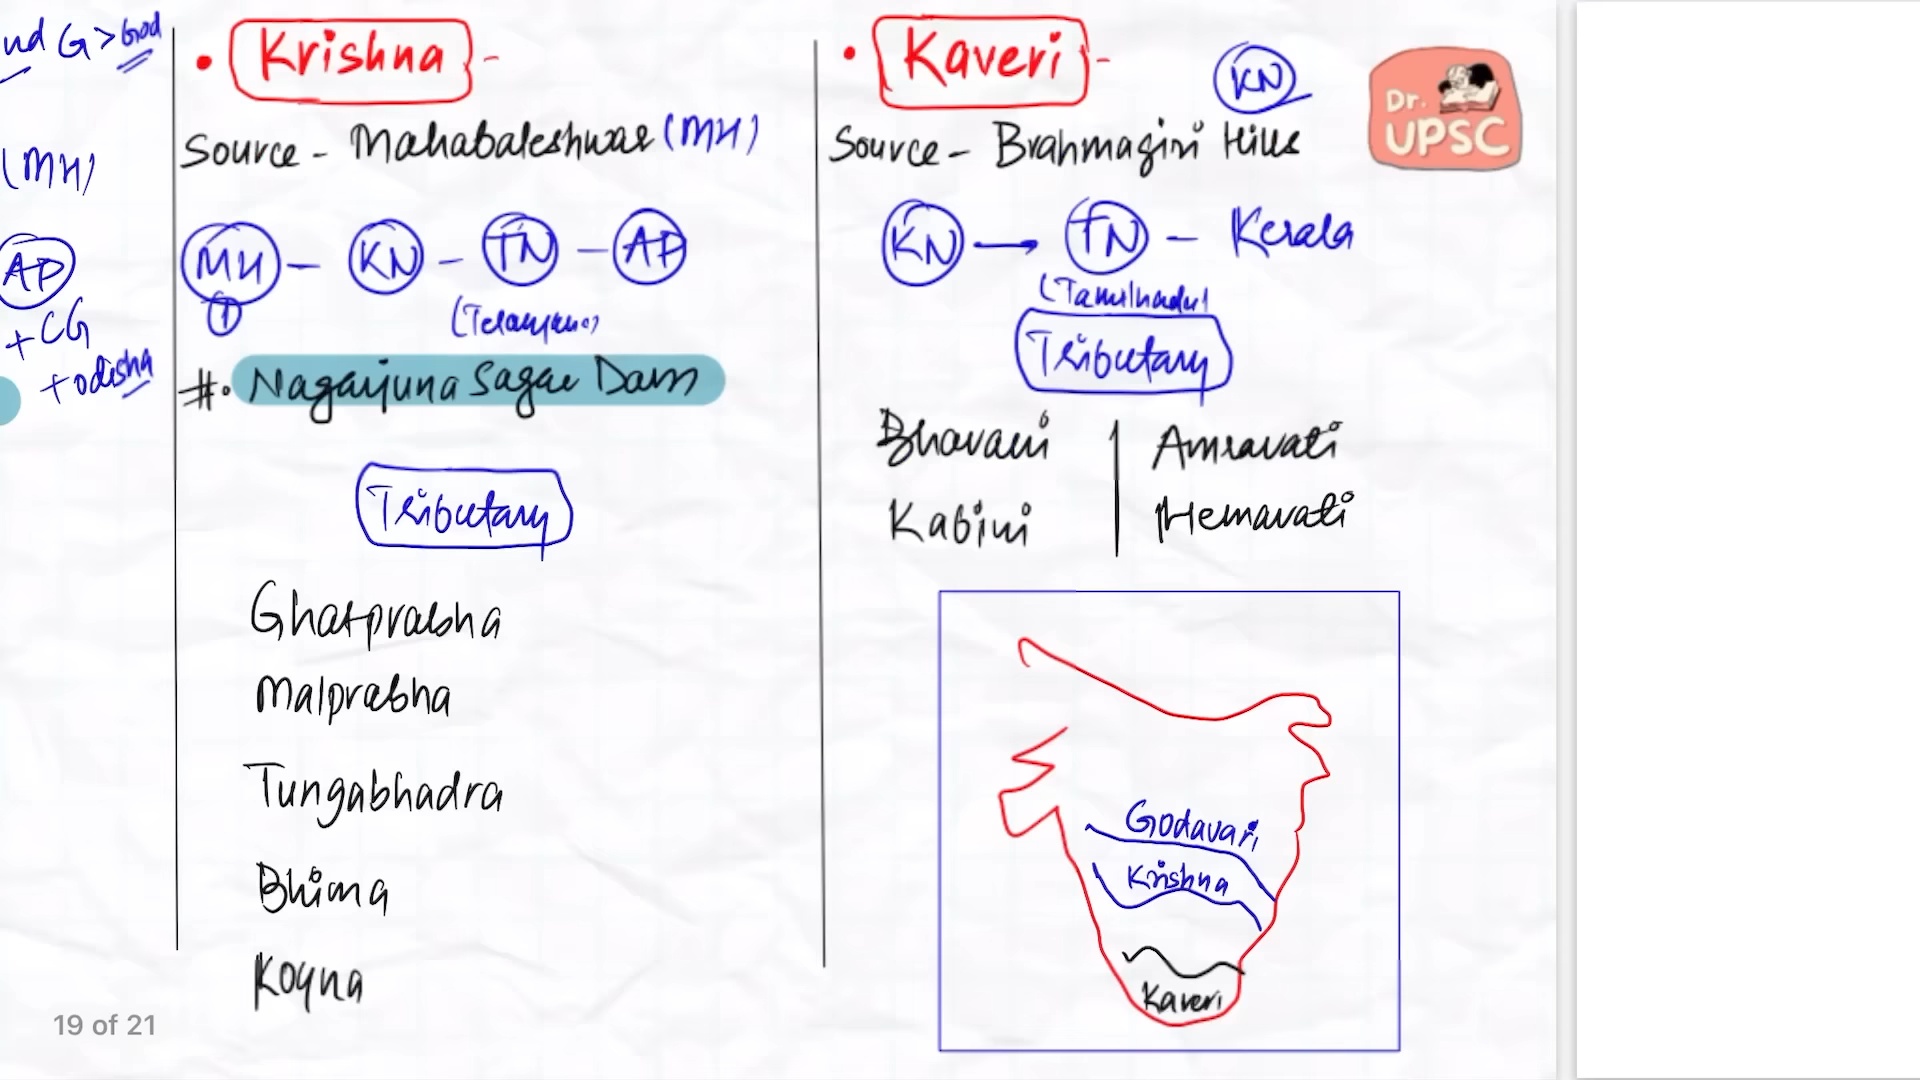 und G > God
(MH)
AP
+ CG
+ odisha
• Krishna -
Source - Mahabaleshwar (MH)
MH - KN - TN - AP
↑
(Telangana)
#. Nagarjuna Sagar Dam
Tributary
Ghatprabha
Malprabha
Tungabhadra
Bhima
Koyna
19 of 21
• Kaveri -
KN
Source - Brahmagiri Hills
KN → TN - Kerala
(Tamilnadu)
Tributary
Bhavani | Amravati
Kabini | Hemavati
Godavari
Krishna
Kaveri
Dr.
UPSC